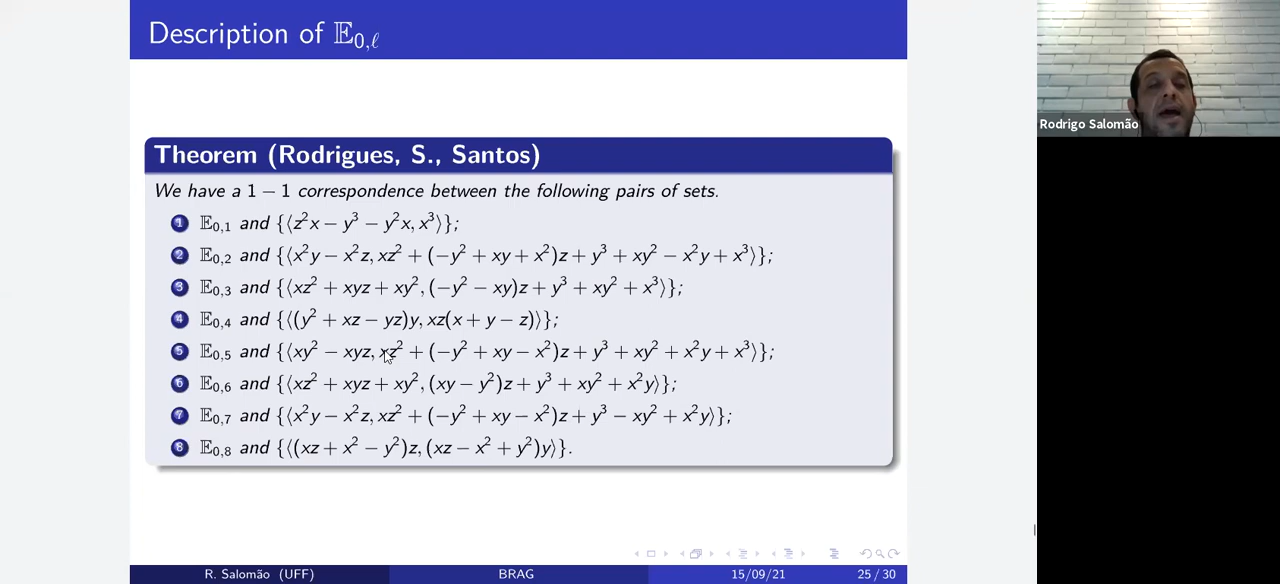 Description of 𝔼₀,ℓ
Rodrigo Salomão
Theorem (Rodrigues, S., Santos)
We have a 1 − 1 correspondence between the following pairs of sets.
1 𝔼₀,₁ and {⟨z²x − y³ − y²x, x³⟩};
2 𝔼₀,₂ and {⟨x²y − x²z, xz² + (−y² + xy + x²)z + y³ + xy² − x²y + x³⟩};
3 𝔼₀,₃ and {⟨xz² + xyz + xy², (−y² − xy)z + y³ + xy² + x³⟩};
4 𝔼₀,₄ and {⟨(y² + xz − yz)y, xz(x + y − z)⟩};
5 𝔼₀,₅ and {⟨xy² − xyz, xz² + (−y² + xy − x²)z + y³ + xy² + x²y + x³⟩};
6 𝔼₀,₆ and {⟨xz² + xyz + xy², (xy − y²)z + y³ + xy² + x²y⟩};
7 𝔼₀,₇ and {⟨x²y − x²z, xz² + (−y² + xy − x²)z + y³ − xy² + x²y⟩};
8 𝔼₀,₈ and {⟨(xz + x² − y²)z, (xz − x² + y²)y⟩}.
R. Salomão (UFF) BRAG 15/09/21 25 / 30